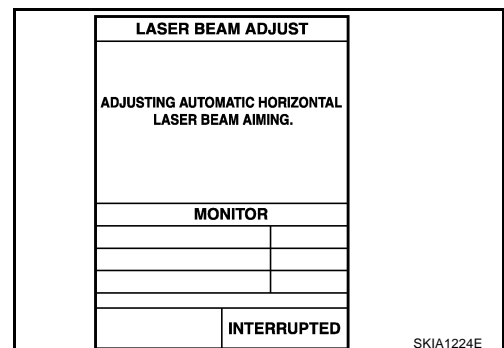 LASER BEAM ADJUST
ADJUSTING AUTOMATIC HORIZONTAL
LASER BEAM AIMING.
MONITOR
INTERRUPTED
SKIA1224E